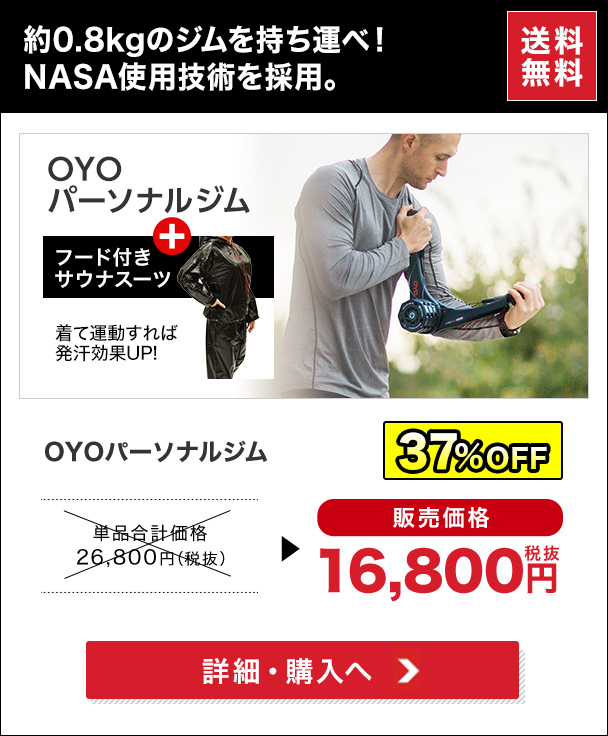 約0.8kgのジムを持ち運べ！
NASA使用技術を採用。
送料
無料
OYO
パーソナルジム
フード付き
サウナスーツ
着て運動すれば
発汗効果UP!
OYO
OYOパーソナルジム
37%OFF
単品合計価格
26,800円(税抜)
販売価格
16,800円税抜
詳細・購入へ